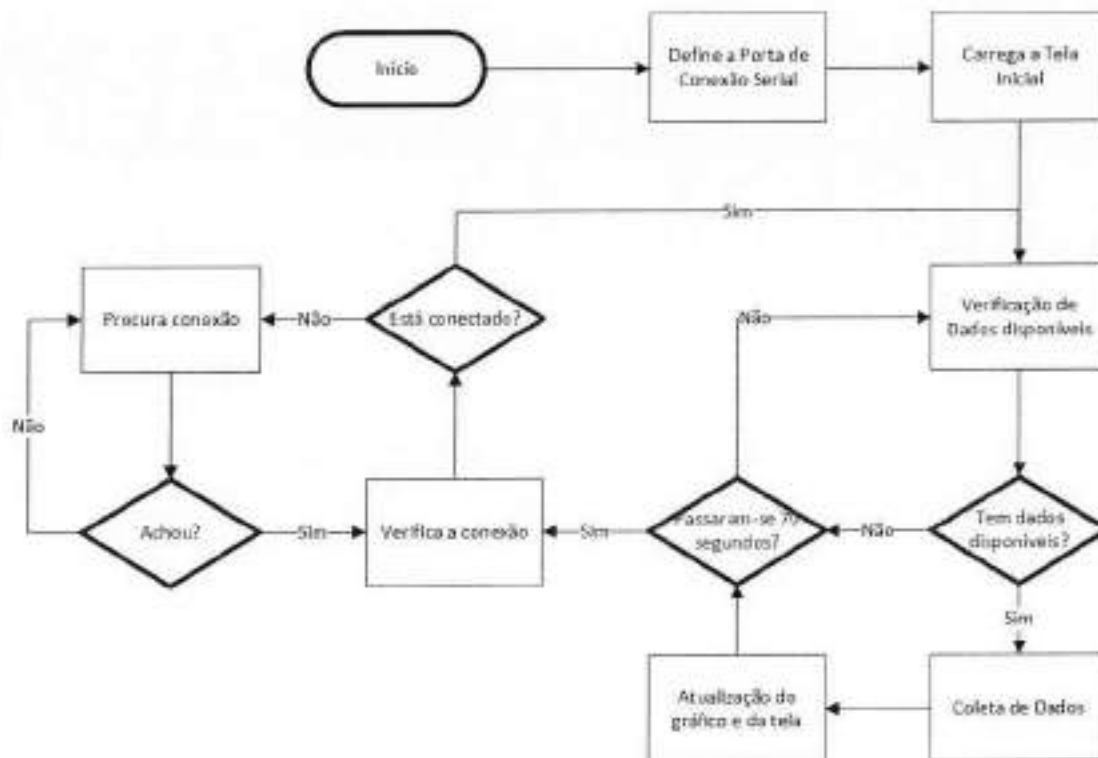 Início
Define a Porta de
Conexão Serial
Carrega a Tela
Inicial
Sim
Procura conexão
Não
Está conectado?
Não
Verificação de
Dados disponíveis
Não
Achou?
Sim
Verifica a conexão
Sim
Passaram-se
segundos?
Não
Tem dados
disponíveis?
Sim
Atualização do
gráfico e da tela
Coleta de Dados